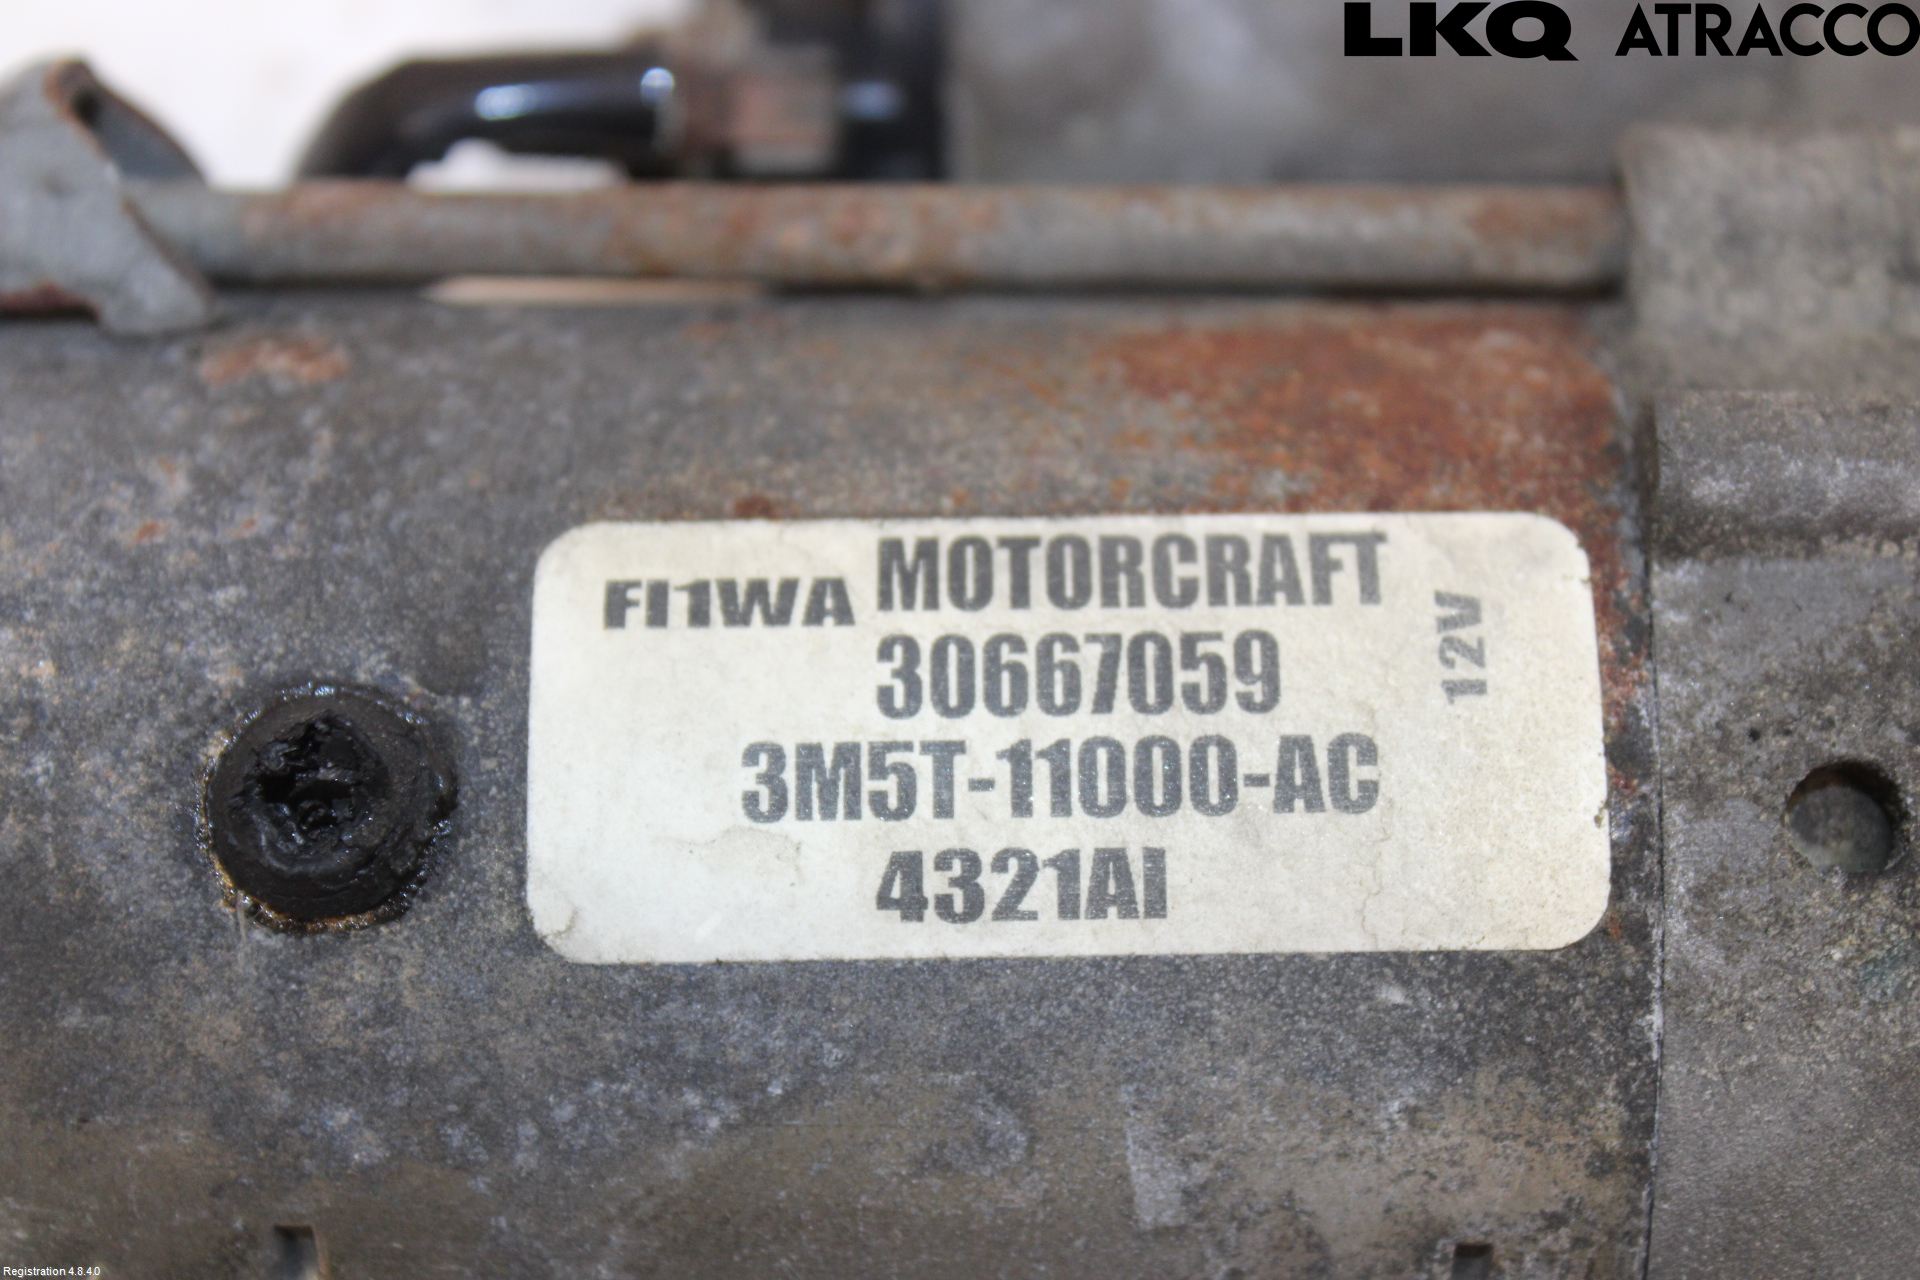 LKQ ATRACCO
FI1WA MOTORCRAFT
30667059
12V
3M5T-11000-AC
4321AI
Registration 4.8.4.0